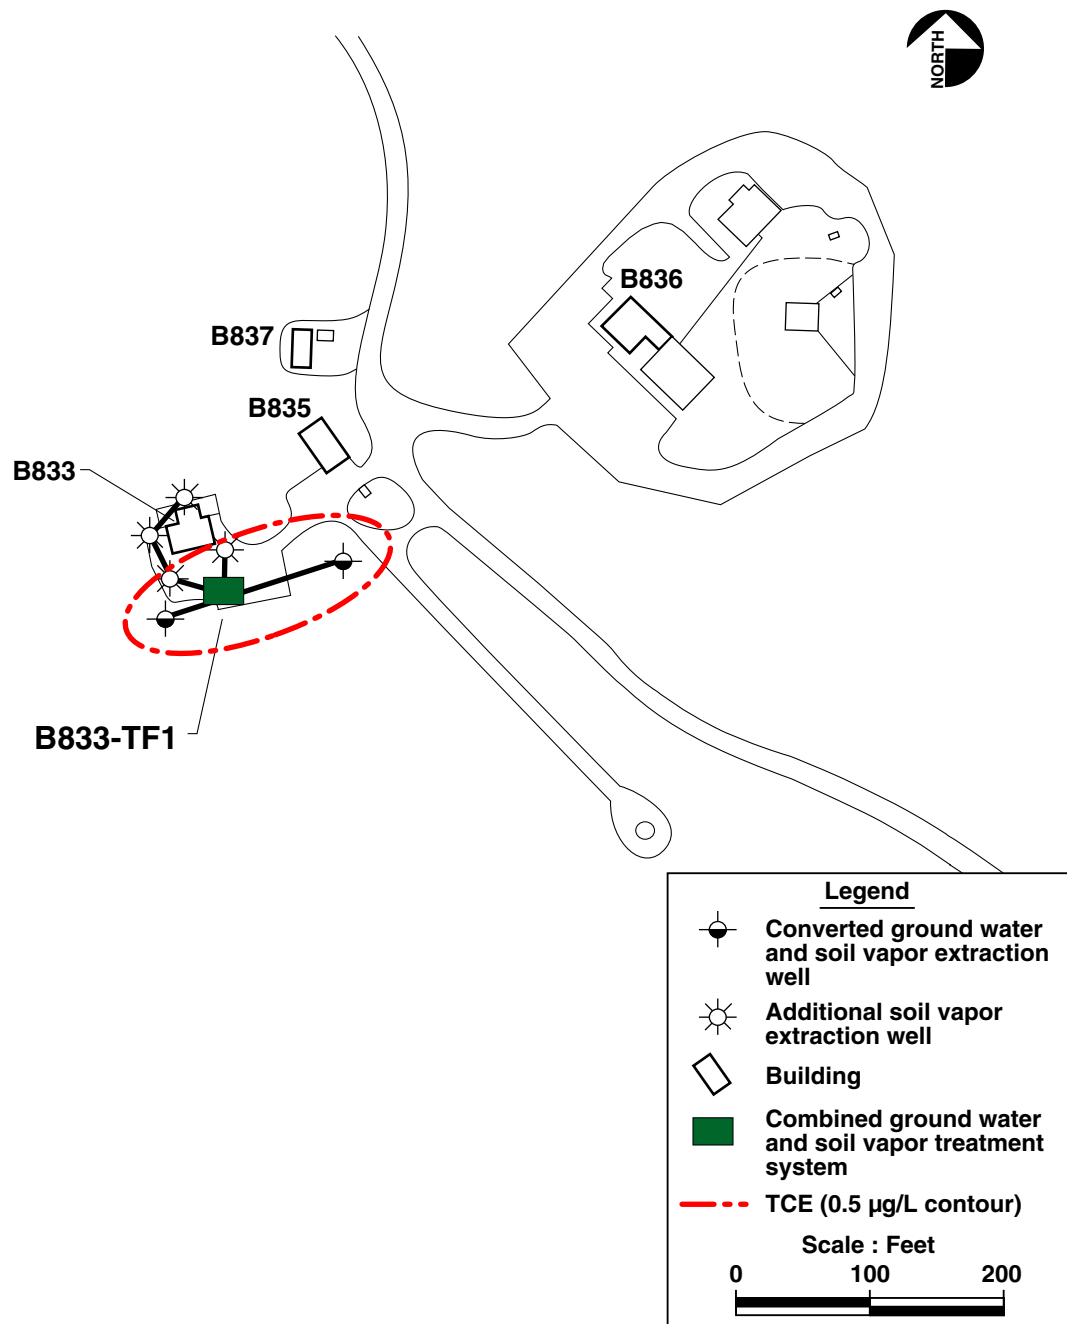 NORTH
B836
B837
B835
B833
B833-TF1
Legend
Converted ground water
and soil vapor extraction
well
Additional soil vapor
extraction well
Building
Combined ground water
and soil vapor treatment
system
TCE (0.5 µg/L contour)
Scale : Feet
0 100 200